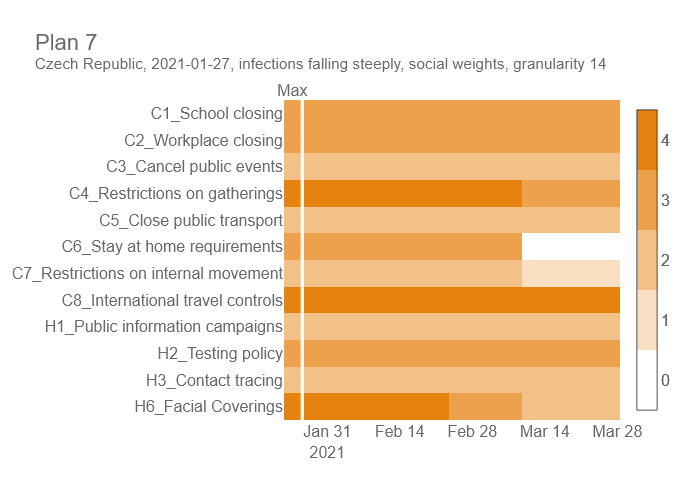 Plan 7
Czech Republic, 2021-01-27, infections falling steeply, social weights, granularity 14
Max
C1_School closing
C2_Workplace closing
C3_Cancel public events
C4_Restrictions on gatherings
C5_Close public transport
C6_Stay at home requirements
C7_Restrictions on internal movement
C8_International travel controls
H1_Public information campaigns
H2_Testing policy
H3_Contact tracing
H6_Facial Coverings
Jan 31 Feb 14 Feb 28 Mar 14 Mar 28
2021
4
3
2
1
0